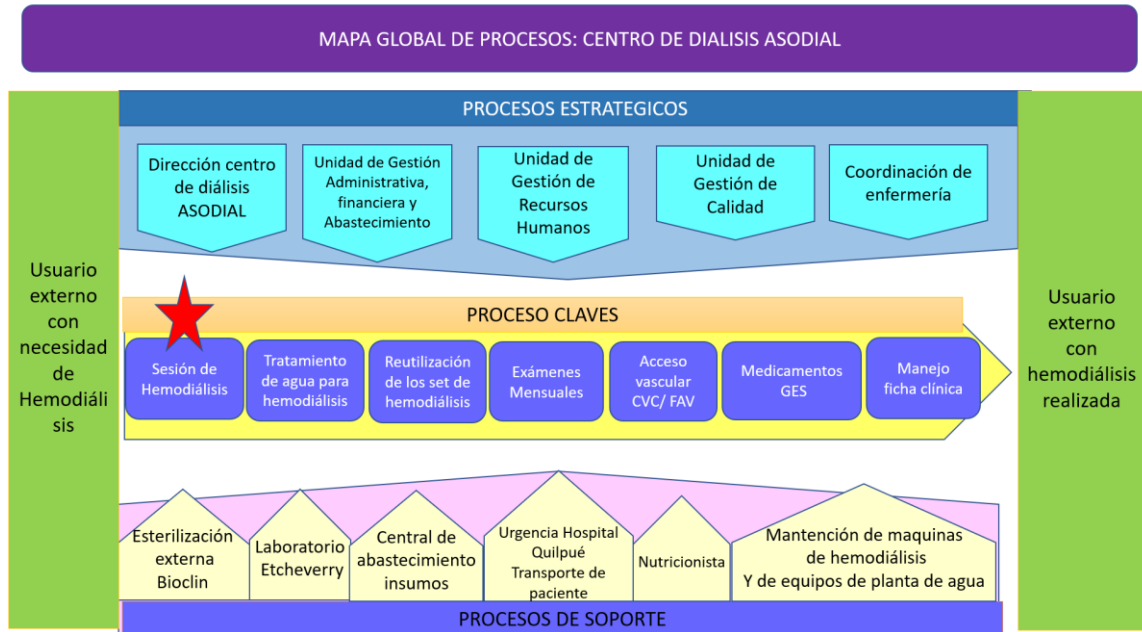 MAPA GLOBAL DE PROCESOS: CENTRO DE DIALISIS ASODIAL
PROCESOS ESTRATEGICOS
Dirección centro
de diálisis
ASODIAL
Unidad de Gestión
Administrativa,
financiera y
Abastecimiento
Unidad de
Gestión de
Recursos
Humanos
Unidad de
Gestión de
Calidad
Coordinación de
enfermería
Usuario
externo
con
necesidad
de
Hemodiáli
sis
PROCESO CLAVES
Sesión de
Hemodiálisis
Tratamiento
de agua para
hemodiálisis
Reutilización
de los set de
hemodiálisis
Exámenes
Mensuales
Acceso
vascular
CVC/ FAV
Medicamentos
GES
Manejo
ficha clínica
Usuario
externo
con
hemodiálisis
realizada
Esterilización
externa
Bioclin
Laboratorio
Etcheverry
Central de
abastecimiento
insumos
Urgencia Hospital
Quilpué
Transporte de
paciente
Nutricionista
Mantención de maquinas
de hemodiálisis
Y de equipos de planta de agua
PROCESOS DE SOPORTE